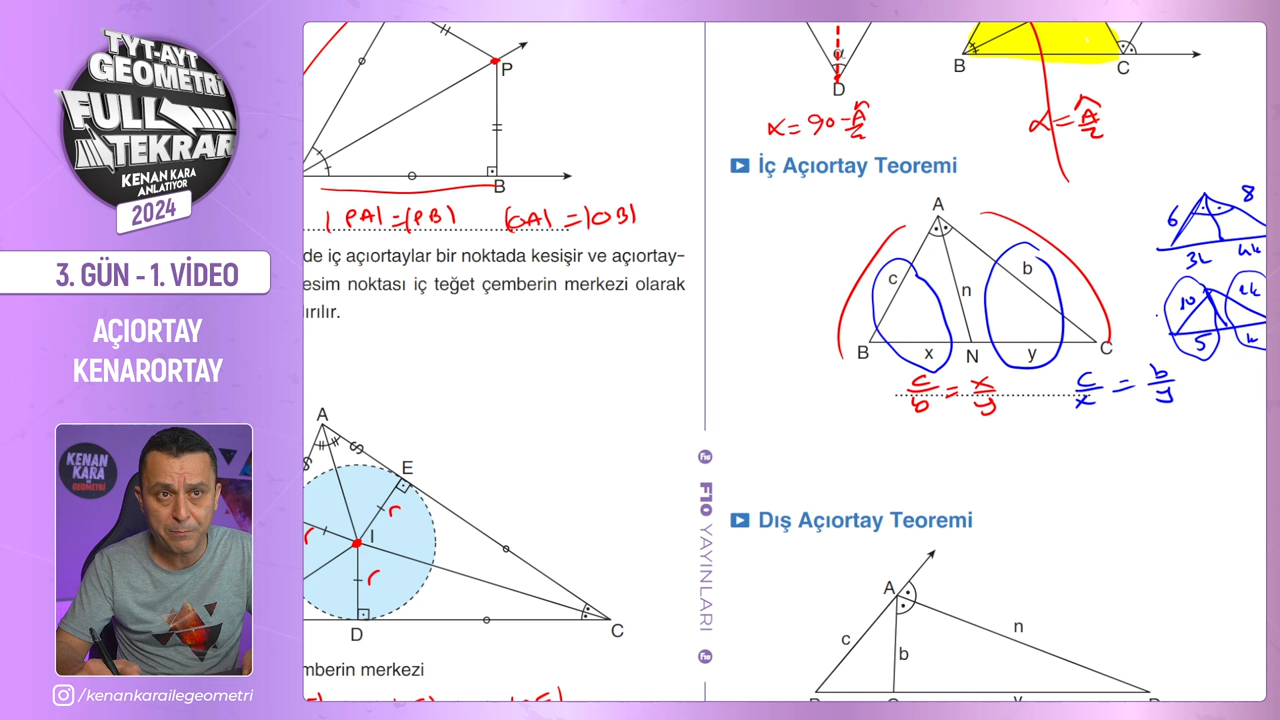 TYT-AYT
GEOMETRİ
FULL
TEKRAR
KENAN KARA
ANLATIYOR
2024
3. GÜN - 1. VİDEO
AÇIORTAY
KENARORTAY
KENAN
KARA
GEOMETRİ
/kenankarailegeometri
P
B
|PA|=|PB| |OA|=|OB|
de iç açıortaylar bir noktada kesişir ve açıortay-
esim noktası iç teğet çemberin merkezi olarak
ırılır.
A
S
E
r
I
r
r
D
C
mberin merkezi
F10 YAYINLARI
α
D
B
C
α = 90 - A/2
α = A/2
İç Açıortay Teoremi
A
c
n
b
B
x
N
y
C
c/b = x/y
c/x = b/y
6
8
3k
4k
10
2k
5
k
Dış Açıortay Teoremi
A
c
b
n
y